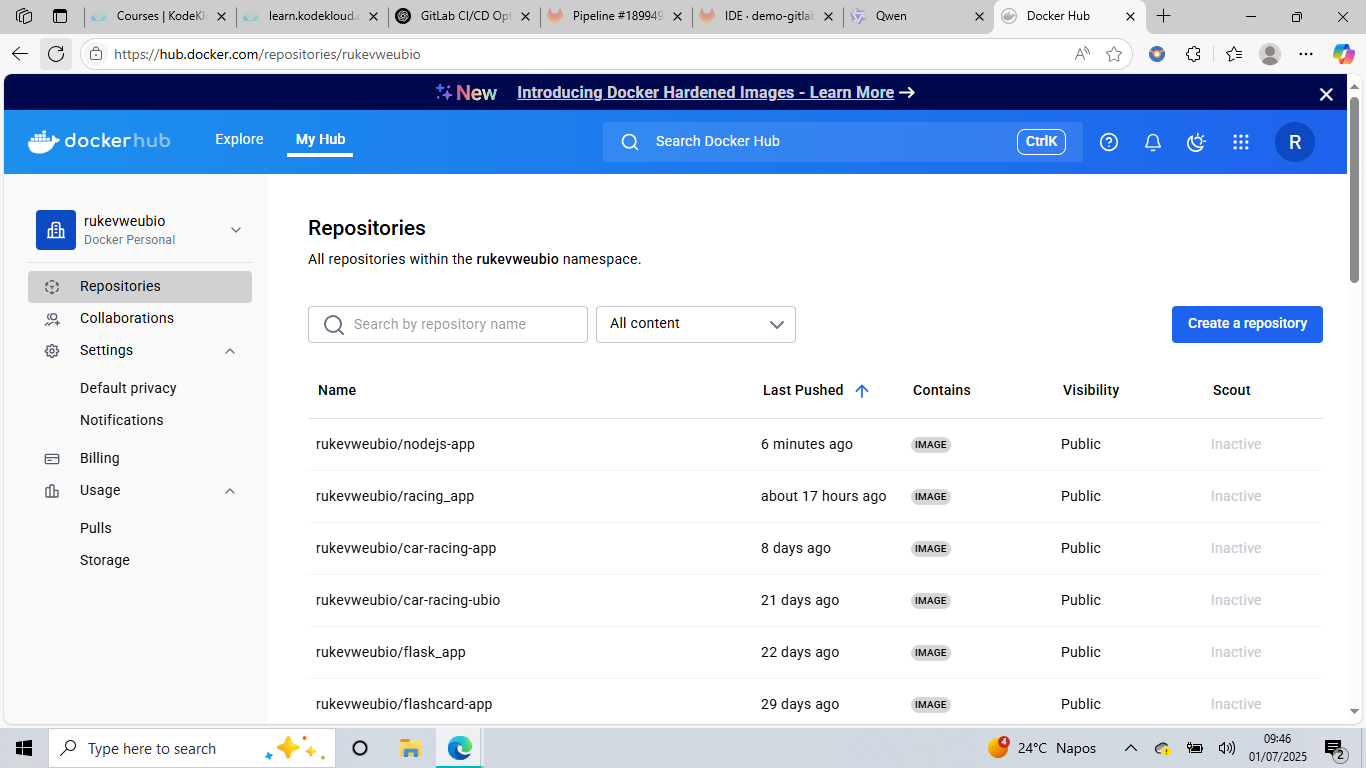 Courses | KodeKl
learn.kodekloud.c
GitLab CI/CD Opt
Pipeline #189949
IDE · demo-gitlab
Qwen
Docker Hub
https://hub.docker.com/repositories/rukevweubio
New Introducing Docker Hardened Images - Learn More →
docker hub
Explore
My Hub
Search Docker Hub
CtrlK
R
rukevweubio
Docker Personal
Repositories
Collaborations
Settings
Default privacy
Notifications
Billing
Usage
Pulls
Storage
Repositories
All repositories within the rukevweubio namespace.
Search by repository name
All content
Create a repository
Name Last Pushed Contains Visibility Scout
rukevweubio/nodejs-app 6 minutes ago IMAGE Public Inactive
rukevweubio/racing_app about 17 hours ago IMAGE Public Inactive
rukevweubio/car-racing-app 8 days ago IMAGE Public Inactive
rukevweubio/car-racing-ubio 21 days ago IMAGE Public Inactive
rukevweubio/flask_app 22 days ago IMAGE Public Inactive
rukevweubio/flashcard-app 29 days ago IMAGE Public Inactive
Type here to search
4
24°C Napos
09:46
01/07/2025
2